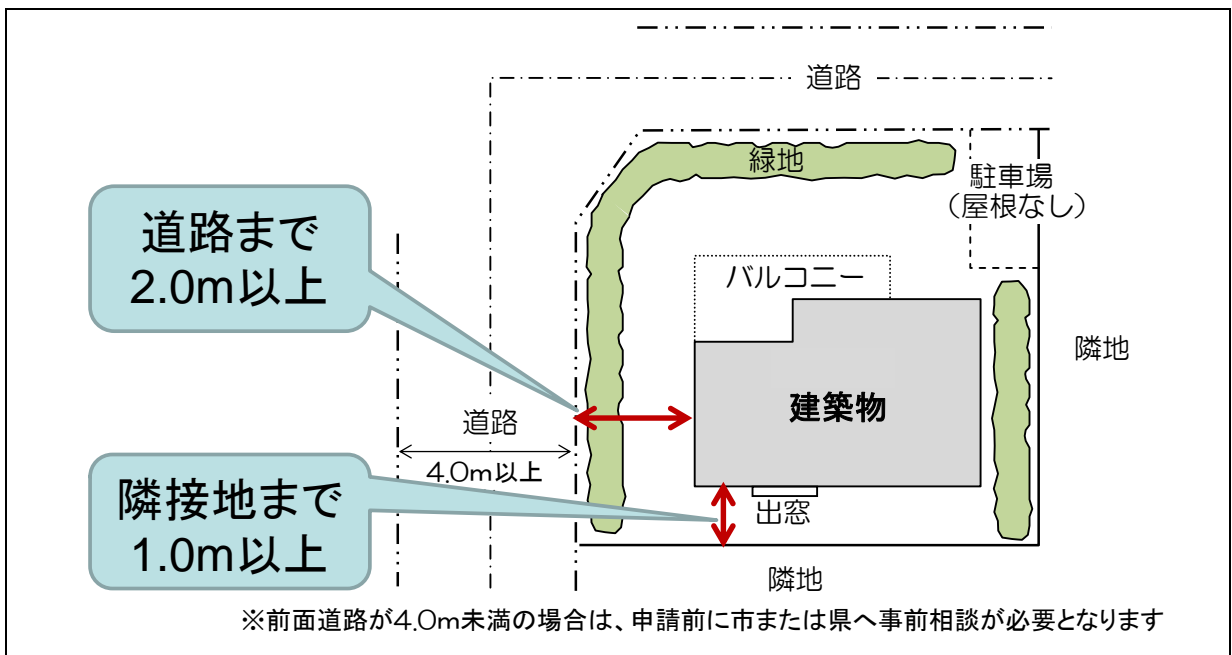 道路
緑地
駐車場
（屋根なし）
道路まで
2.0m以上
バルコニー
隣地
建築物
道路
4.0m以上
隣接地まで
1.0m以上
出窓
隣地
※前面道路が4.0m未満の場合は、申請前に市または県へ事前相談が必要となります